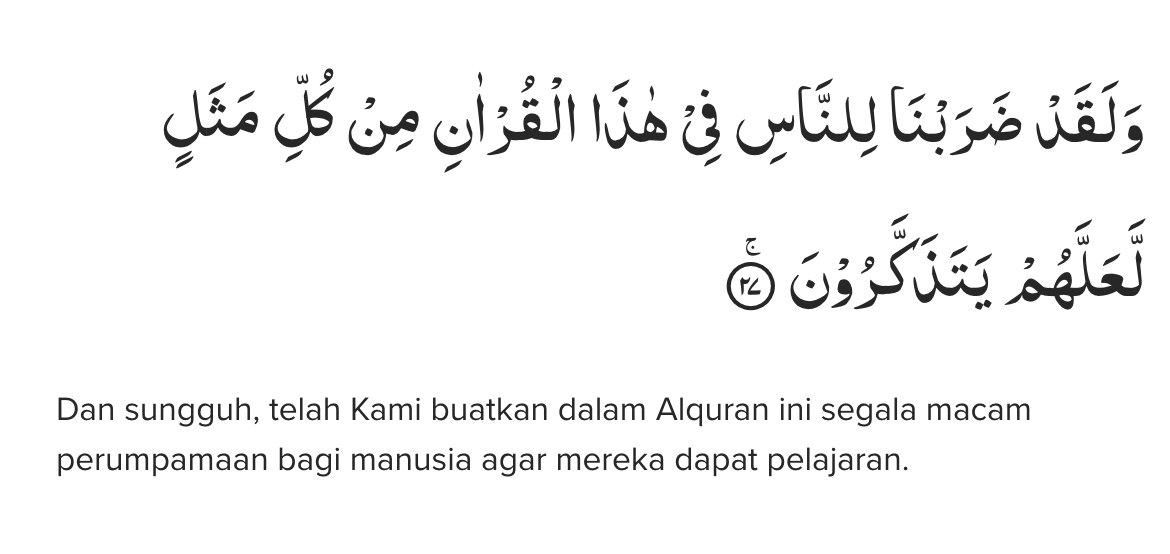 وَلَقَدْ ضَرَبْنَا لِلنَّاسِ فِيْ هٰذَا الْقُرْاٰنِ مِنْ كُلِّ مَثَلٍ
لَّعَلَّهُمْ يَتَذَكَّرُوْنَ ۚ ٢٧
Dan sungguh, telah Kami buatkan dalam Alquran ini segala macam
perumpamaan bagi manusia agar mereka dapat pelajaran.